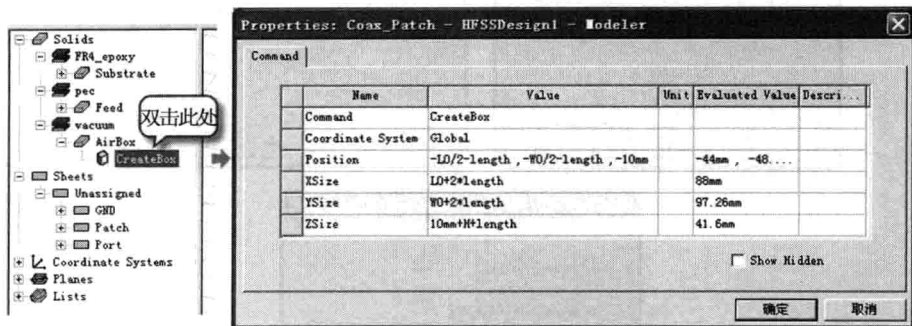 Solids
FR4_epoxy
Substrate
pec
Feed
vacuum
AirBox
CreateBox
Sheets
Unassigned
GND
Patch
Port
Coordinate Systems
Planes
Lists
双击此处
Properties: Coax_Patch - HFSSDesign1 - Modeler
Command
Name Value Unit Evaluated Value Descri...
Command CreateBox
Coordinate System Global
Position -L0/2-length ,-W0/2-length ,-10mm -44mm , -48....
XSize L0+2*length 88mm
YSize W0+2*length 97.26mm
ZSize 10mm+H+length 41.6mm
Show Hidden
确定 取消